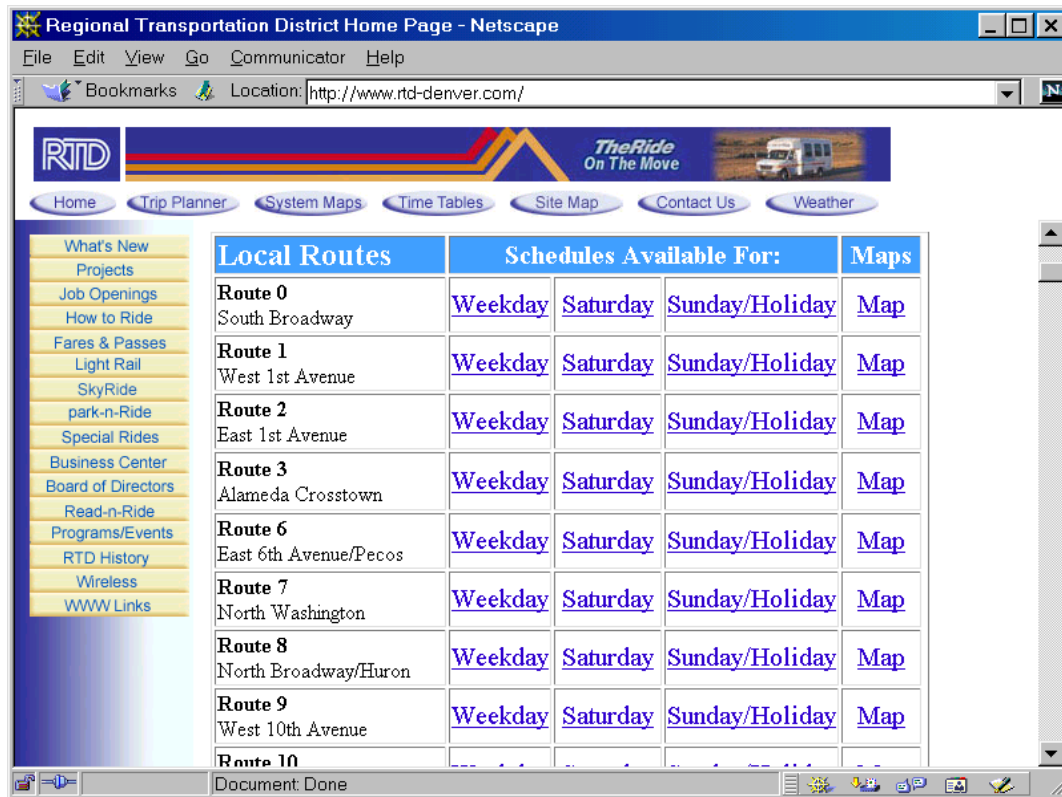 Regional Transportation District Home Page - Netscape
File Edit View Go Communicator Help
Bookmarks Location: http://www.rtd-denver.com/ N
RTD TheRide
On The Move
Home Trip Planner System Maps Time Tables Site Map Contact Us Weather
What's New
Projects
Job Openings
How to Ride
Fares & Passes
Light Rail
SkyRide
park-n-Ride
Special Rides
Business Center
Board of Directors
Read-n-Ride
Programs/Events
RTD History
Wireless
WWW Links
Local Routes Schedules Available For: Maps
Route 0
South Broadway
Weekday Saturday Sunday/Holiday Map
Route 1
West 1st Avenue
Weekday Saturday Sunday/Holiday Map
Route 2
East 1st Avenue
Weekday Saturday Sunday/Holiday Map
Route 3
Alameda Crosstown
Weekday Saturday Sunday/Holiday Map
Route 6
East 6th Avenue/Pecos
Weekday Saturday Sunday/Holiday Map
Route 7
North Washington
Weekday Saturday Sunday/Holiday Map
Route 8
North Broadway/Huron
Weekday Saturday Sunday/Holiday Map
Route 9
West 10th Avenue
Weekday Saturday Sunday/Holiday Map
Route 10
Document: Done